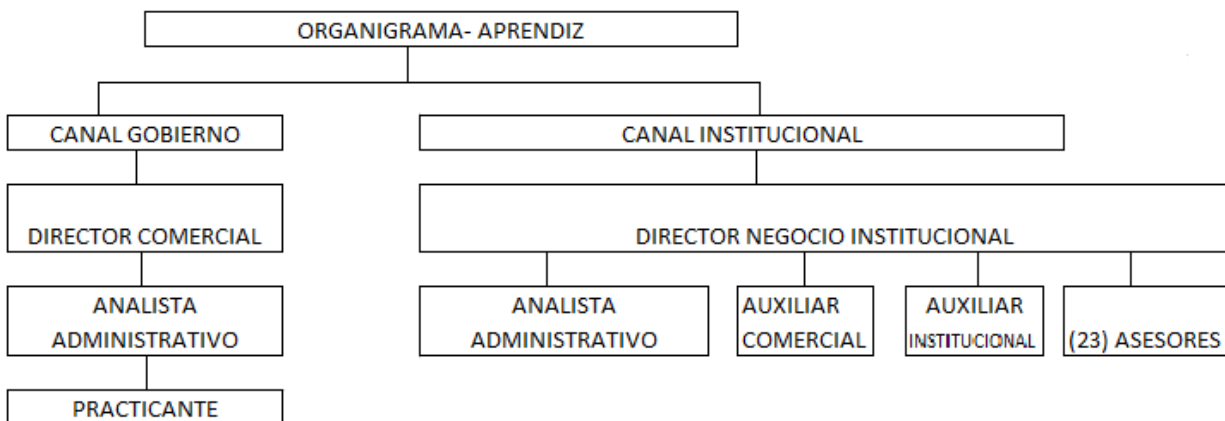 ORGANIGRAMA- APRENDIZ
CANAL GOBIERNO
CANAL INSTITUCIONAL
DIRECTOR COMERCIAL
DIRECTOR NEGOCIO INSTITUCIONAL
ANALISTA
ADMINISTRATIVO
ANALISTA
ADMINISTRATIVO
AUXILIAR
COMERCIAL
AUXILIAR
INSTITUCIONAL
(23) ASESORES
PRACTICANTE